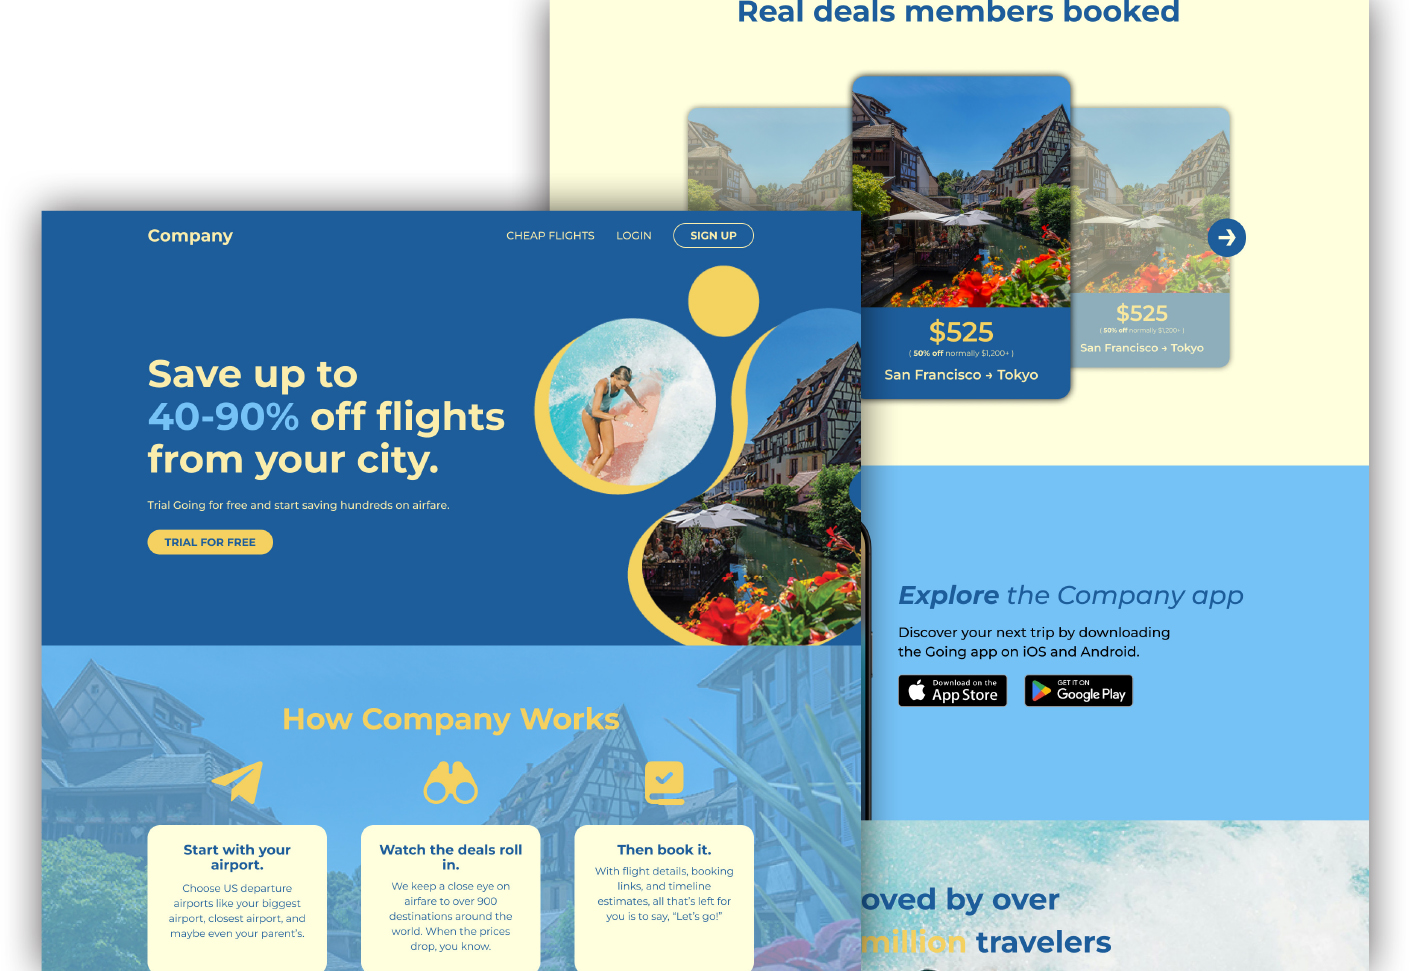 Real deals members booked
$525
( 50% off normally $1,200+ )
San Francisco → Tokyo
$525
( 50% off normally $1,200+ )
San Francisco → Tokyo
Company
CHEAP FLIGHTS
LOGIN
SIGN UP
Save up to
40-90% off flights
from your city.
Trial Going for free and start saving hundreds on airfare.
TRIAL FOR FREE
How Company Works
Start with your
airport.
Choose US departure
airports like your biggest
airport, closest airport, and
maybe even your parent's.
Watch the deals roll
in.
We keep a close eye on
airfare to over 900
destinations around the
world. When the prices
drop, you know.
Then book it.
With flight details, booking
links, and timeline
estimates, all that's left for
you is to say, “Let's go!”
Explore the Company app
Discover your next trip by downloading
the Going app on iOS and Android.
Download on the
App Store
GET IT ON
Google Play
oved by over
million travelers